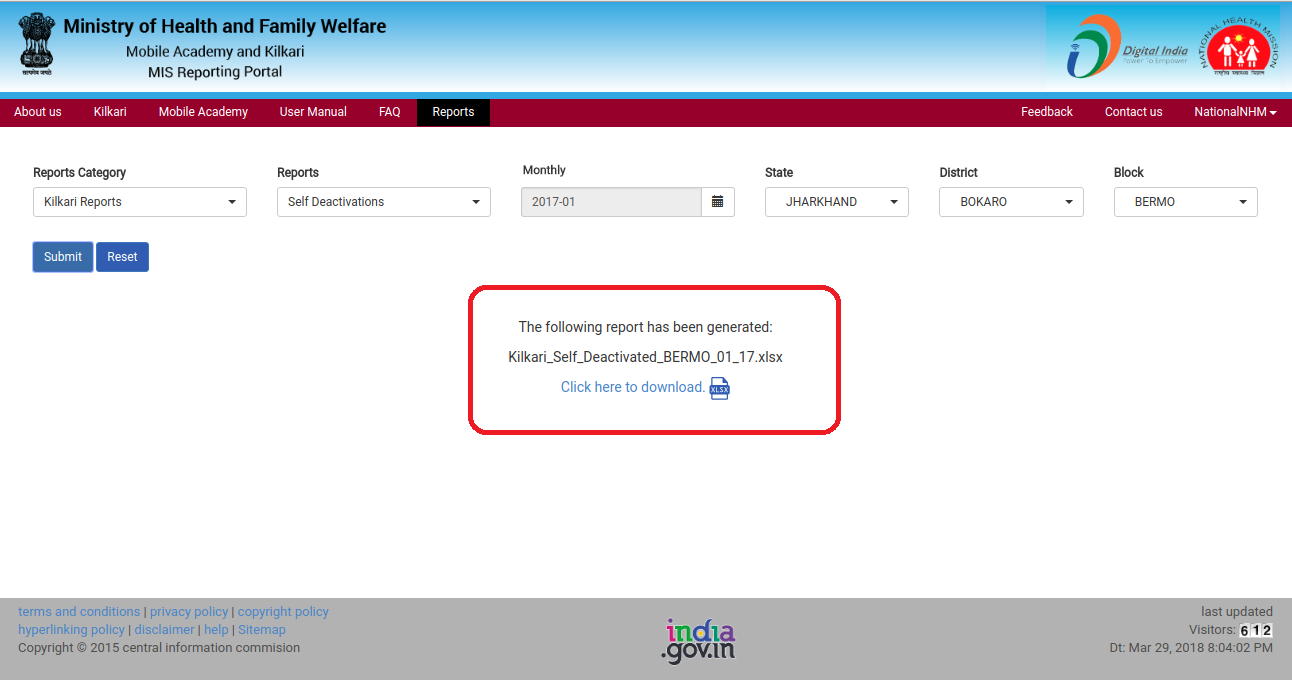 Ministry of Health and Family Welfare
Mobile Academy and Kilkari
MIS Reporting Portal
सत्यमेव जयते
Digital India
Power To Empower
NATIONAL HEALTH MISSION
About us Kilkari Mobile Academy User Manual FAQ Reports Feedback Contact us NationalNHM
Reports Category Reports Monthly State District Block
Kilkari Reports Self Deactivations 2017-01 JHARKHAND BOKARO BERMO
Submit Reset
The following report has been generated:
Kilkari_Self_Deactivated_BERMO_01_17.xlsx
Click here to download. XLSX
terms and conditions | privacy policy | copyright policy
hyperlinking policy | disclaimer | help | Sitemap
Copyright © 2015 central information commision
india
.gov.in
last updated
Visitors: 612
Dt: Mar 29, 2018 8:04:02 PM